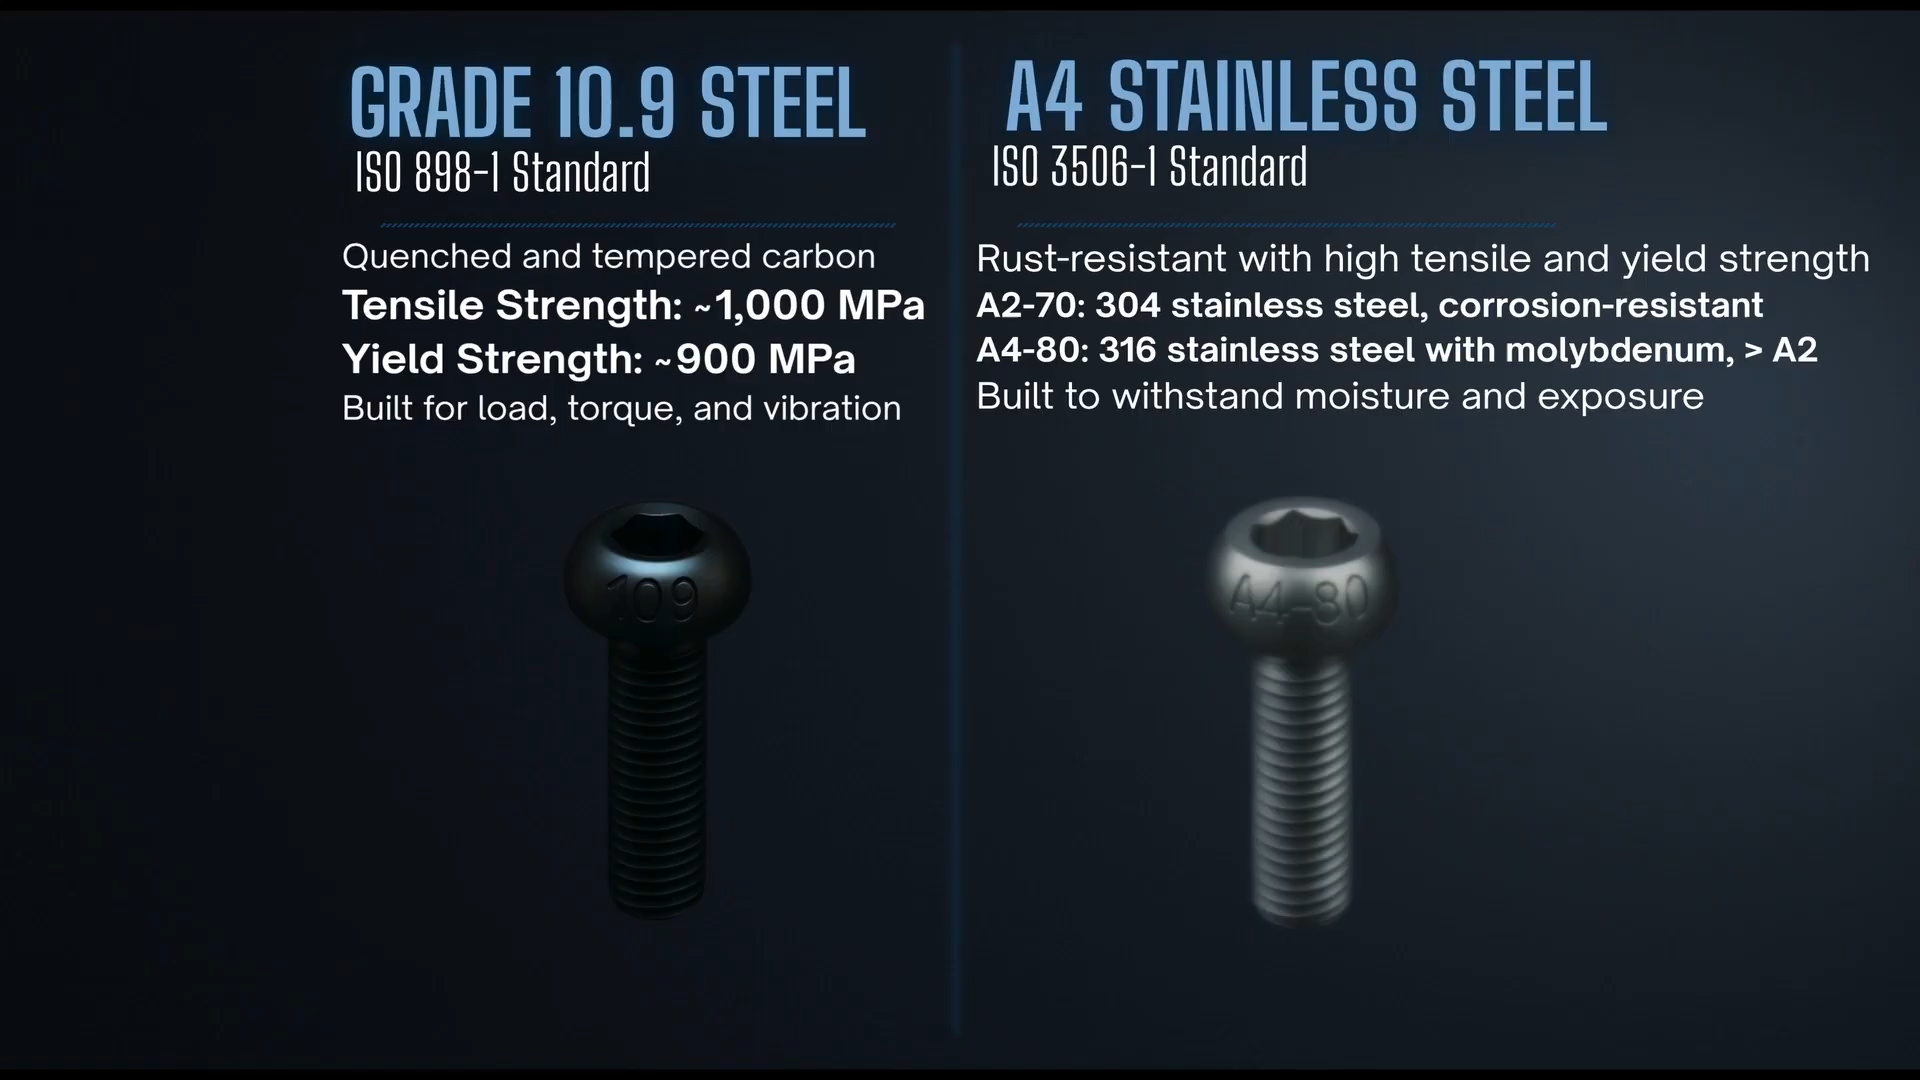 GRADE 10.9 STEEL
ISO 898-1 Standard
Quenched and tempered carbon
Tensile Strength: ~1,000 MPa
Yield Strength: ~900 MPa
Built for load, torque, and vibration
109
A4 STAINLESS STEEL
ISO 3506-1 Standard
Rust-resistant with high tensile and yield strength
A2-70: 304 stainless steel, corrosion-resistant
A4-80: 316 stainless steel with molybdenum, > A2
Built to withstand moisture and exposure
A4-80